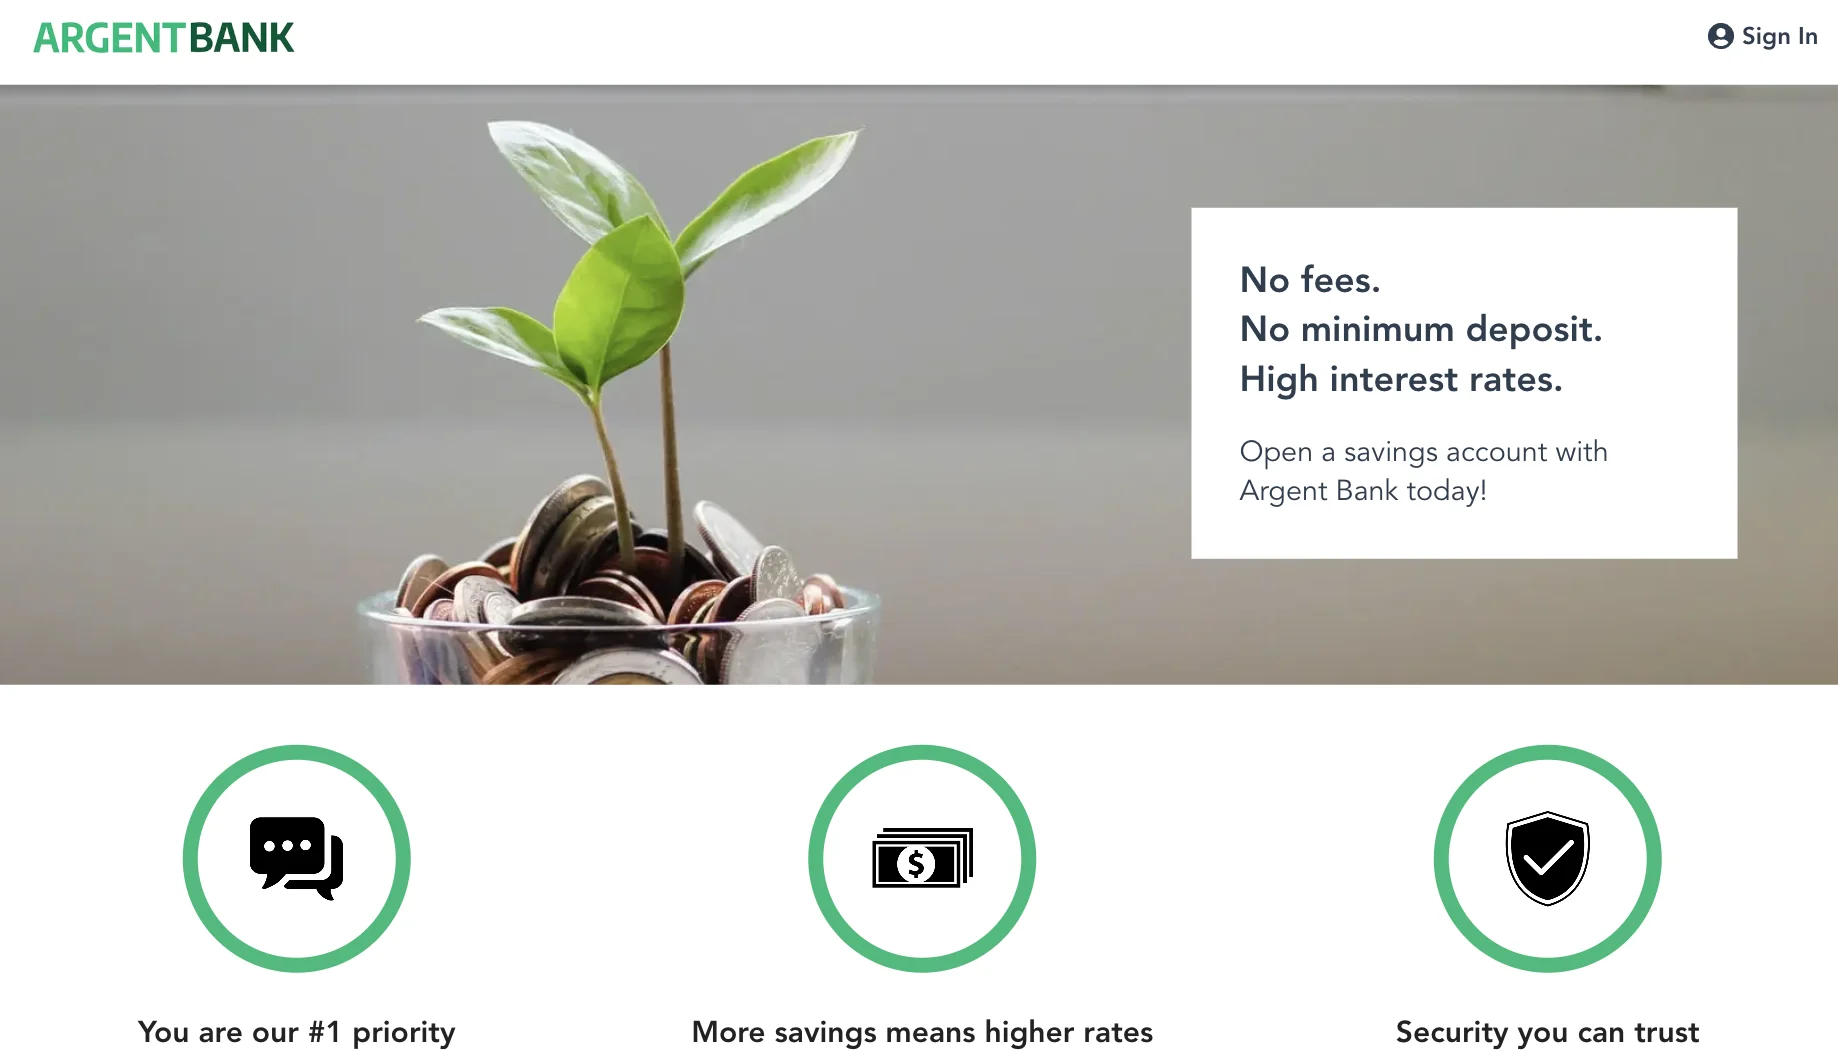 ARGENTBANK
Sign In
No fees.
No minimum deposit.
High interest rates.
Open a savings account with
Argent Bank today!
$
You are our #1 priority
More savings means higher rates
Security you can trust